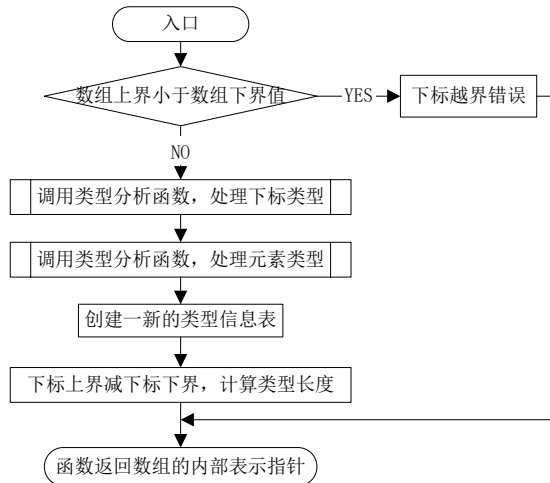 入口
数组上界小于数组下界值
YES
下标越界错误
NO
调用类型分析函数，处理下标类型
调用类型分析函数，处理元素类型
创建一新的类型信息表
下标上界减下标下界，计算类型长度
函数返回数组的内部表示指针